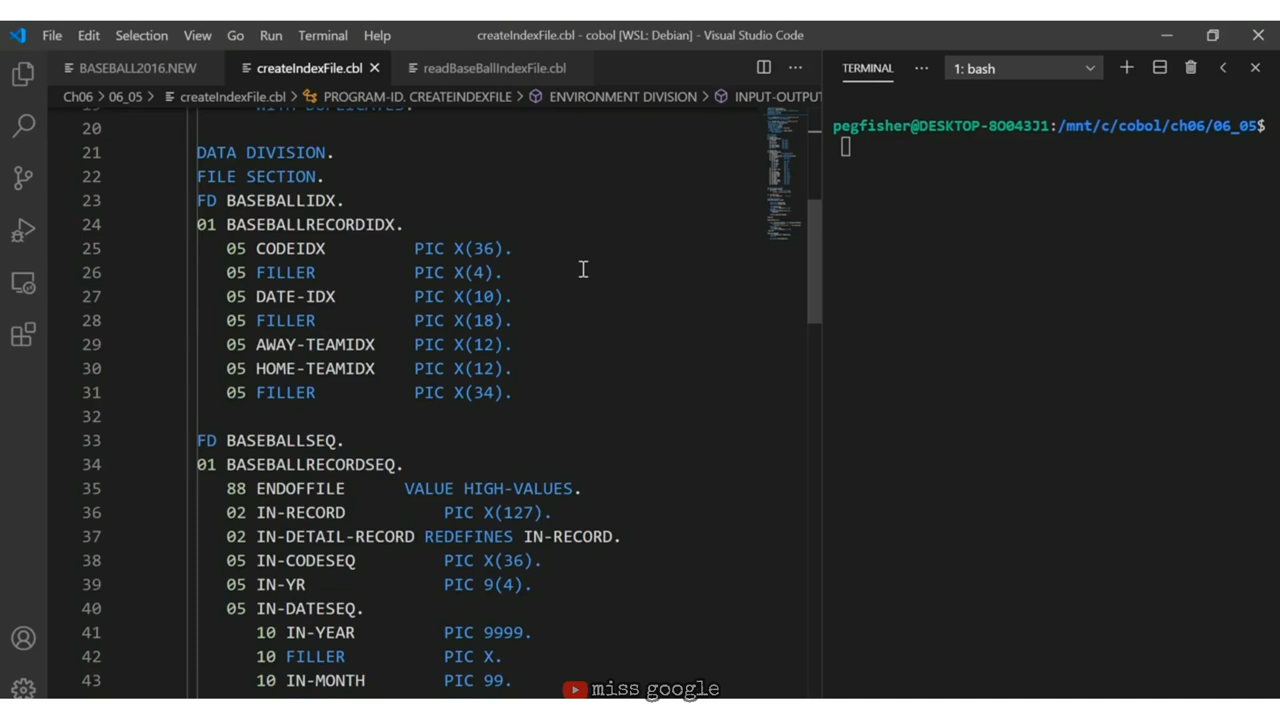 File Edit Selection View Go Run Terminal Help createIndexFile.cbl - cobol [WSL: Debian] - Visual Studio Code
BASEBALL2016.NEW createIndexFile.cbl readBaseBallIndexFile.cbl
TERMINAL ... 1: bash
Ch06 > 06_05 > createIndexFile.cbl > PROGRAM-ID. CREATEINDEXFILE > ENVIRONMENT DIVISION > INPUT-OUTPU
19 WITH DUPLICATES.
20
21 DATA DIVISION.
22 FILE SECTION.
23 FD BASEBALLIDX.
24 01 BASEBALLRECORDIDX.
25 05 CODEIDX PIC X(36).
26 05 FILLER PIC X(4).
27 05 DATE-IDX PIC X(10).
28 05 FILLER PIC X(18).
29 05 AWAY-TEAMIDX PIC X(12).
30 05 HOME-TEAMIDX PIC X(12).
31 05 FILLER PIC X(34).
32
33 FD BASEBALLSEQ.
34 01 BASEBALLRECORDSEQ.
35 88 ENDOFFILE VALUE HIGH-VALUES.
36 02 IN-RECORD PIC X(127).
37 02 IN-DETAIL-RECORD REDEFINES IN-RECORD.
38 05 IN-CODESEQ PIC X(36).
39 05 IN-YR PIC 9(4).
40 05 IN-DATESEQ.
41 10 IN-YEAR PIC 9999.
42 10 FILLER PIC X.
43 10 IN-MONTH PIC 99.
pegfisher@DESKTOP-8O043J1:/mnt/c/cobol/ch06/06_05$
miss google